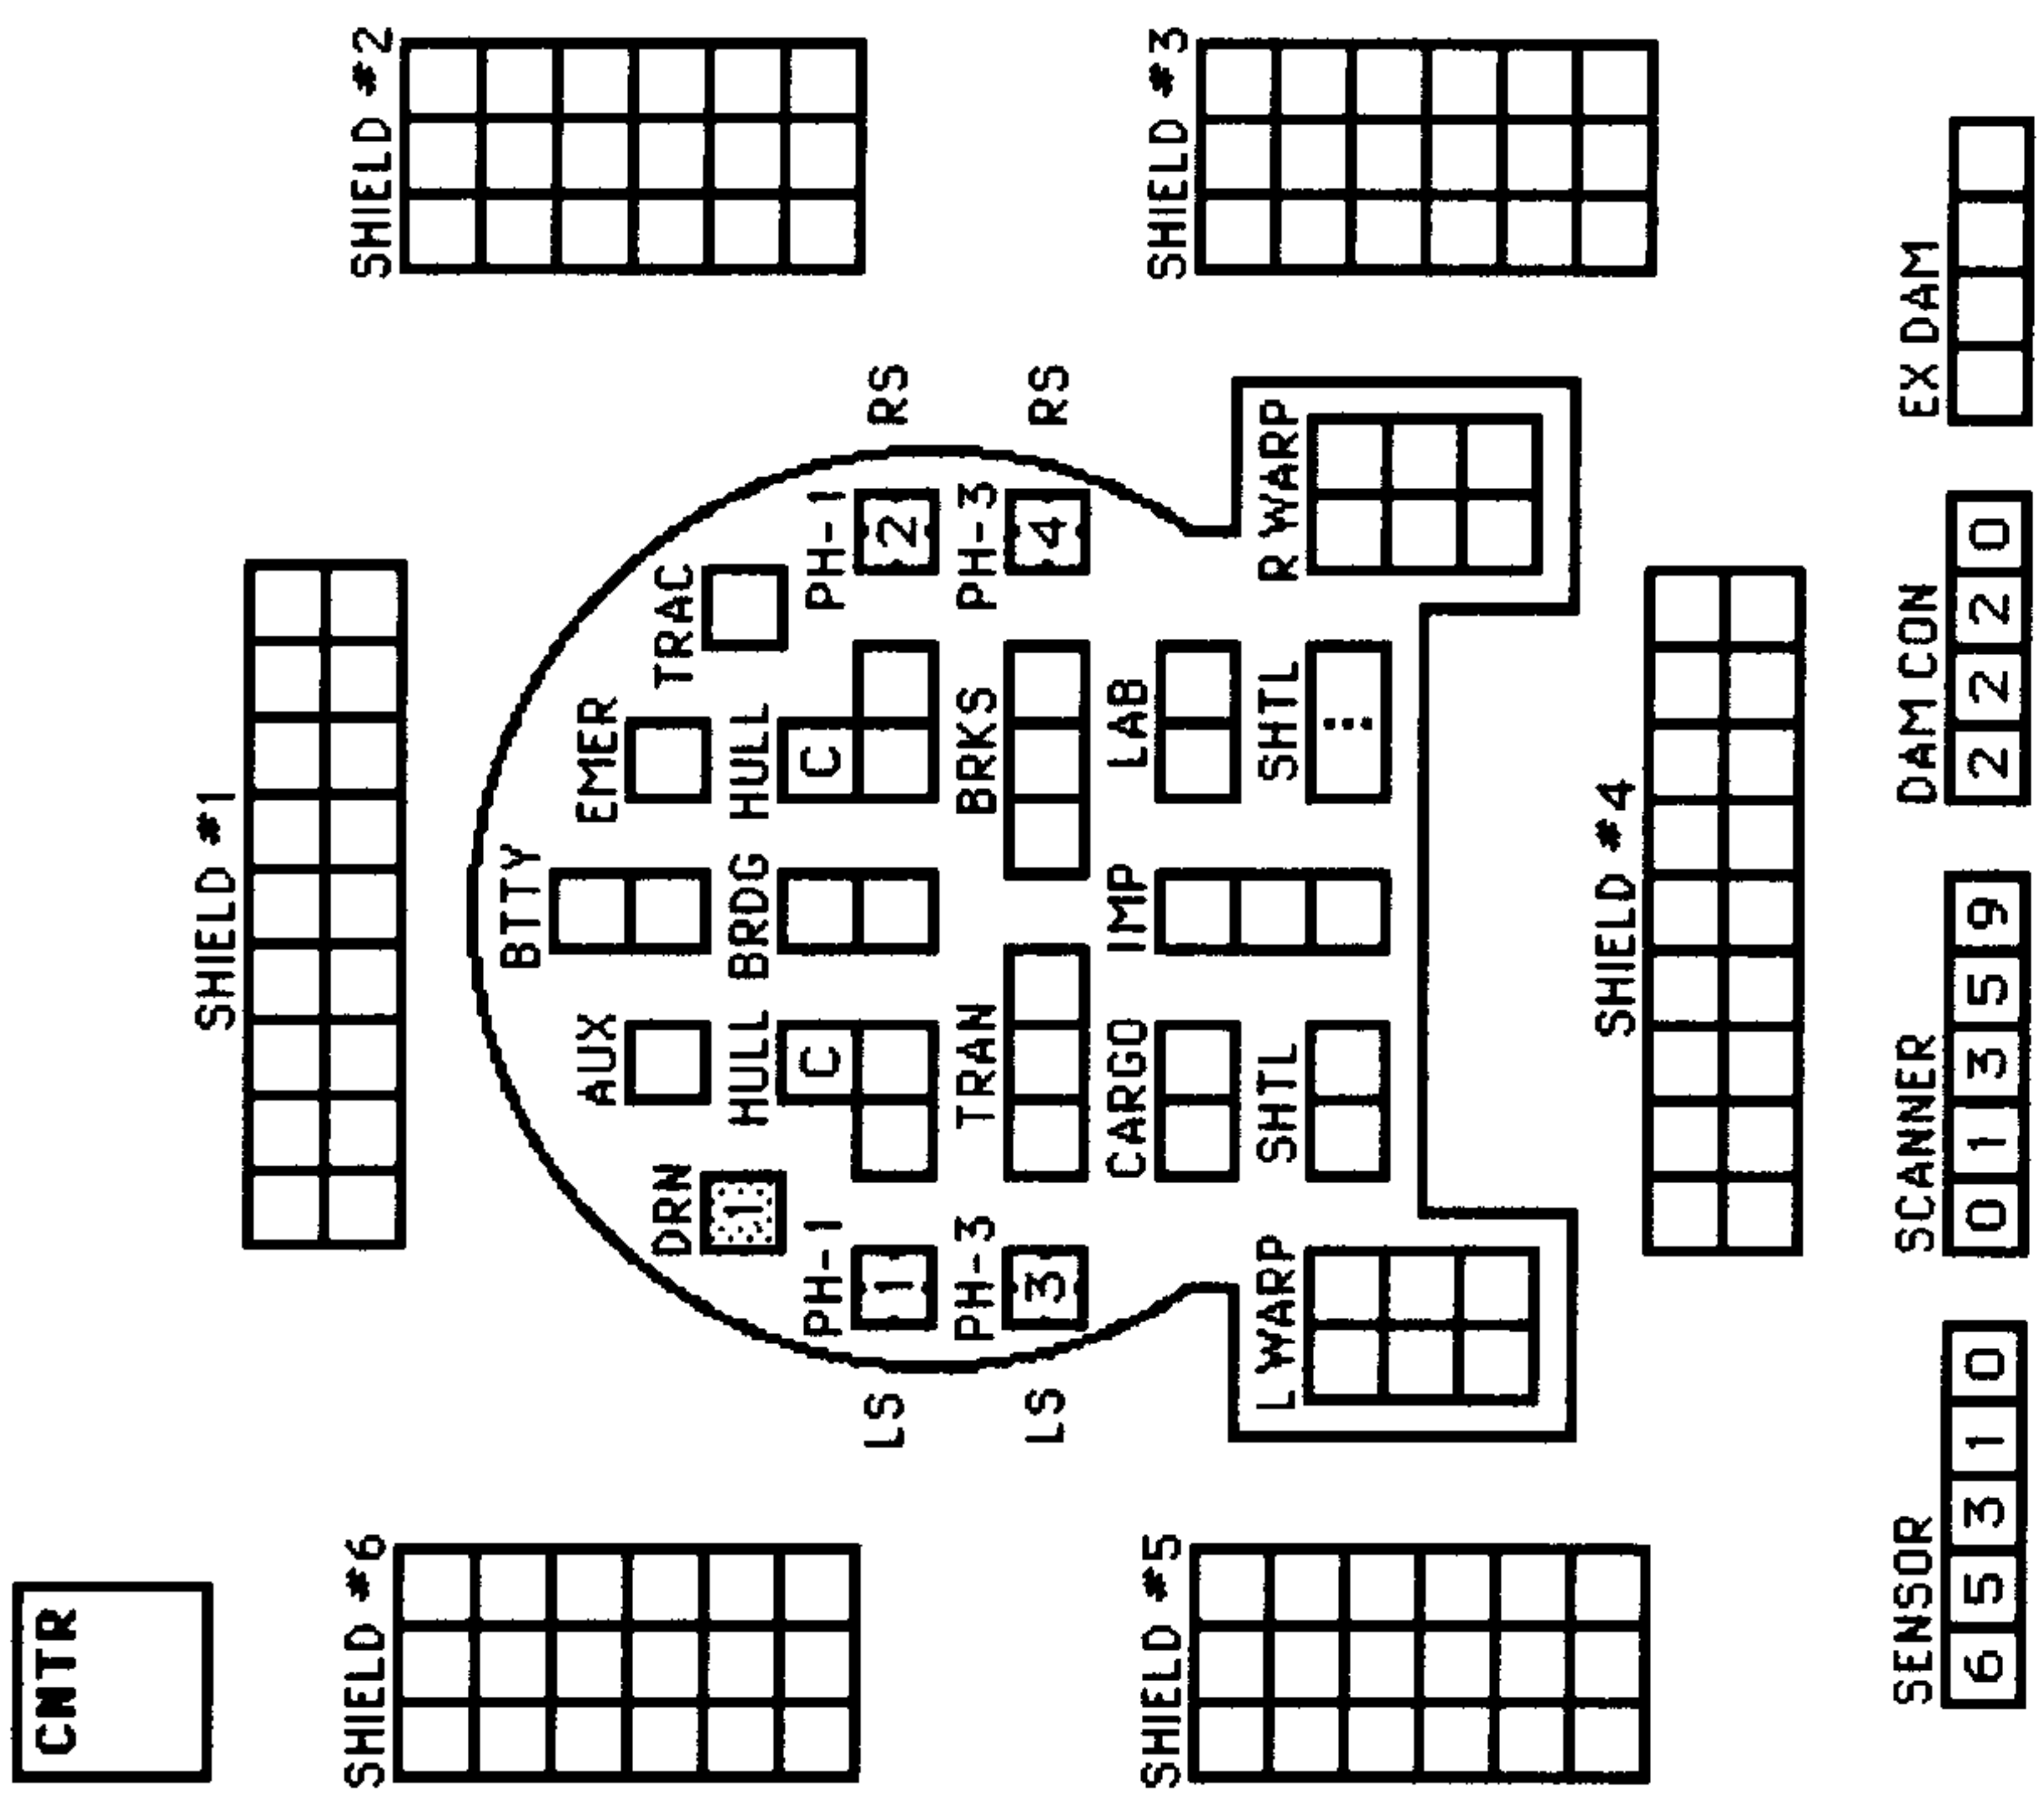 CNTR
SHIELD #1
SHIELD #6
SHIELD #2
BTTY
AUX
EMER
DRN
1
TRAC
HULL
C
BRDG
HULL
C
PH-1
1
LS
PH-1
2
RS
TRAN
BRKS
PH-3
3
LS
PH-3
4
RS
CARGO
IMP
LAB
SHIELD #5
SHIELD #3
L WARP
SHTL
SHTL
R WARP
SHIELD #4
SENSOR
6 5 3 1 0
SCANNER
0 1 3 5 9
DAM CON
2 2 2 0
EX DAM